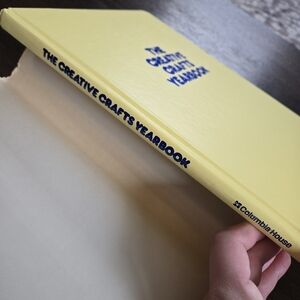 THE
CREATIVE
CRAFTS
YEARBOOK
THE CREATIVE CRAFTS YEARBOOK
Columbia House